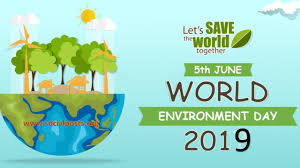 Let's SAVE
the world
together
5th JUNE
WORLD
ENVIRONMENT DAY
2019